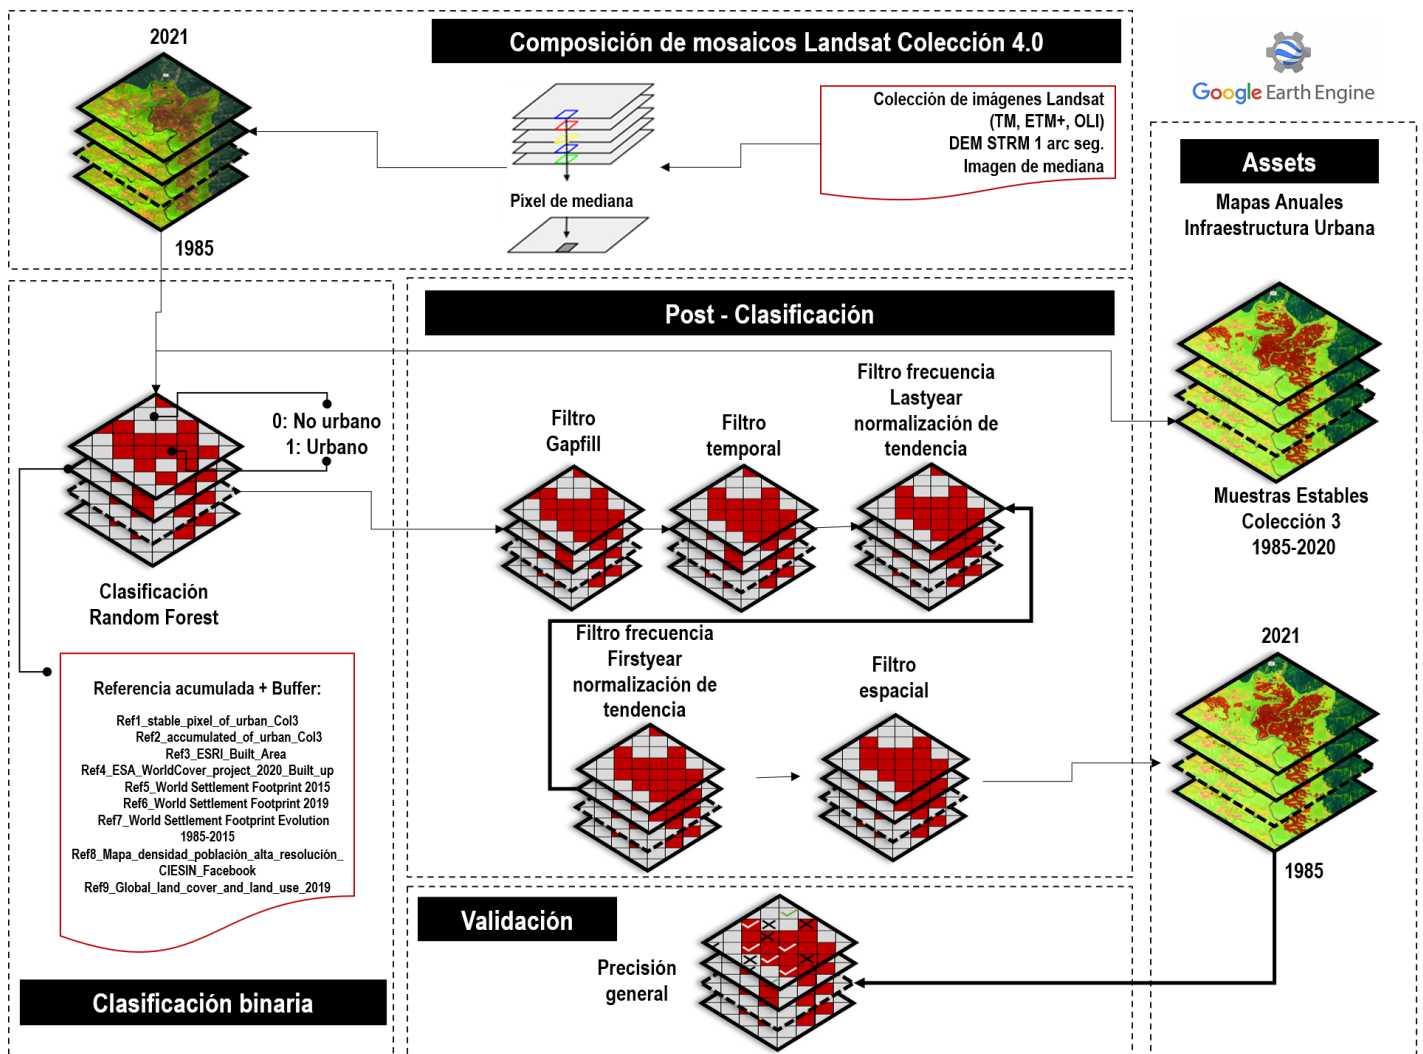 2021
Composición de mosaicos Landsat Colección 4.0
Google Earth Engine
Colección de imágenes Landsat
(TM, ETM+, OLI)
DEM STRM 1 arc seg.
Imagen de mediana
Píxel de mediana
1985
Assets
Mapas Anuales
Infraestructura Urbana
Muestras Estables
Colección 3
1985-2020
2021
1985
0: No urbano
1: Urbano
Clasificación
Random Forest
Referencia acumulada + Buffer:
Ref1_stable_pixel_of_urban_Col3
Ref2_accumulated_of_urban_Col3
Ref3_ESRI_Built_Area
Ref4_ESA_WorldCover_project_2020_Built_up
Ref5_World Settlement Footprint 2015
Ref6_World Settlement Footprint 2019
Ref7_World Settlement Footprint Evolution
1985-2015
Ref8_Mapa_densidad_población_alta_resolución_
CIESIN_Facebook
Ref9_Global_land_cover_and_land_use_2019
Clasificación binaria
Post - Clasificación
Filtro
Gapfill
Filtro
temporal
Filtro frecuencia
Lastyear
normalización de
tendencia
Filtro frecuencia
Firstyear
normalización de
tendencia
Filtro
espacial
Validación
Precisión
general